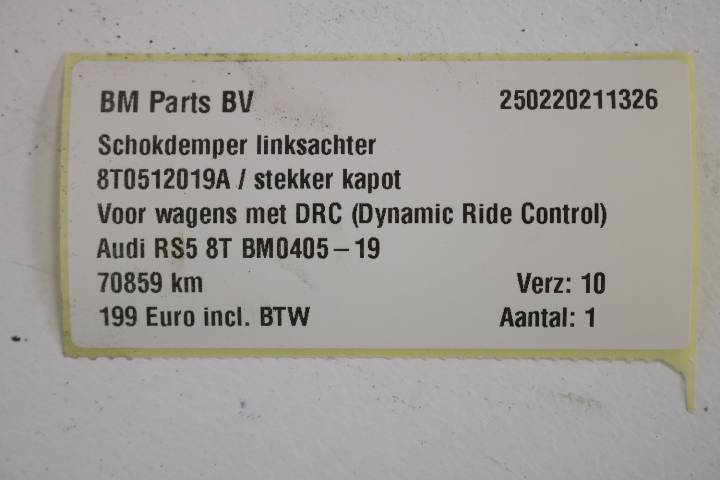 BM Parts BV 250220211326
Schokdemper linksachter
8T0512019A / stekker kapot
Voor wagens met DRC (Dynamic Ride Control)
Audi RS5 8T BM0405-19
70859 km Verz: 10
199 Euro incl. BTW Aantal: 1